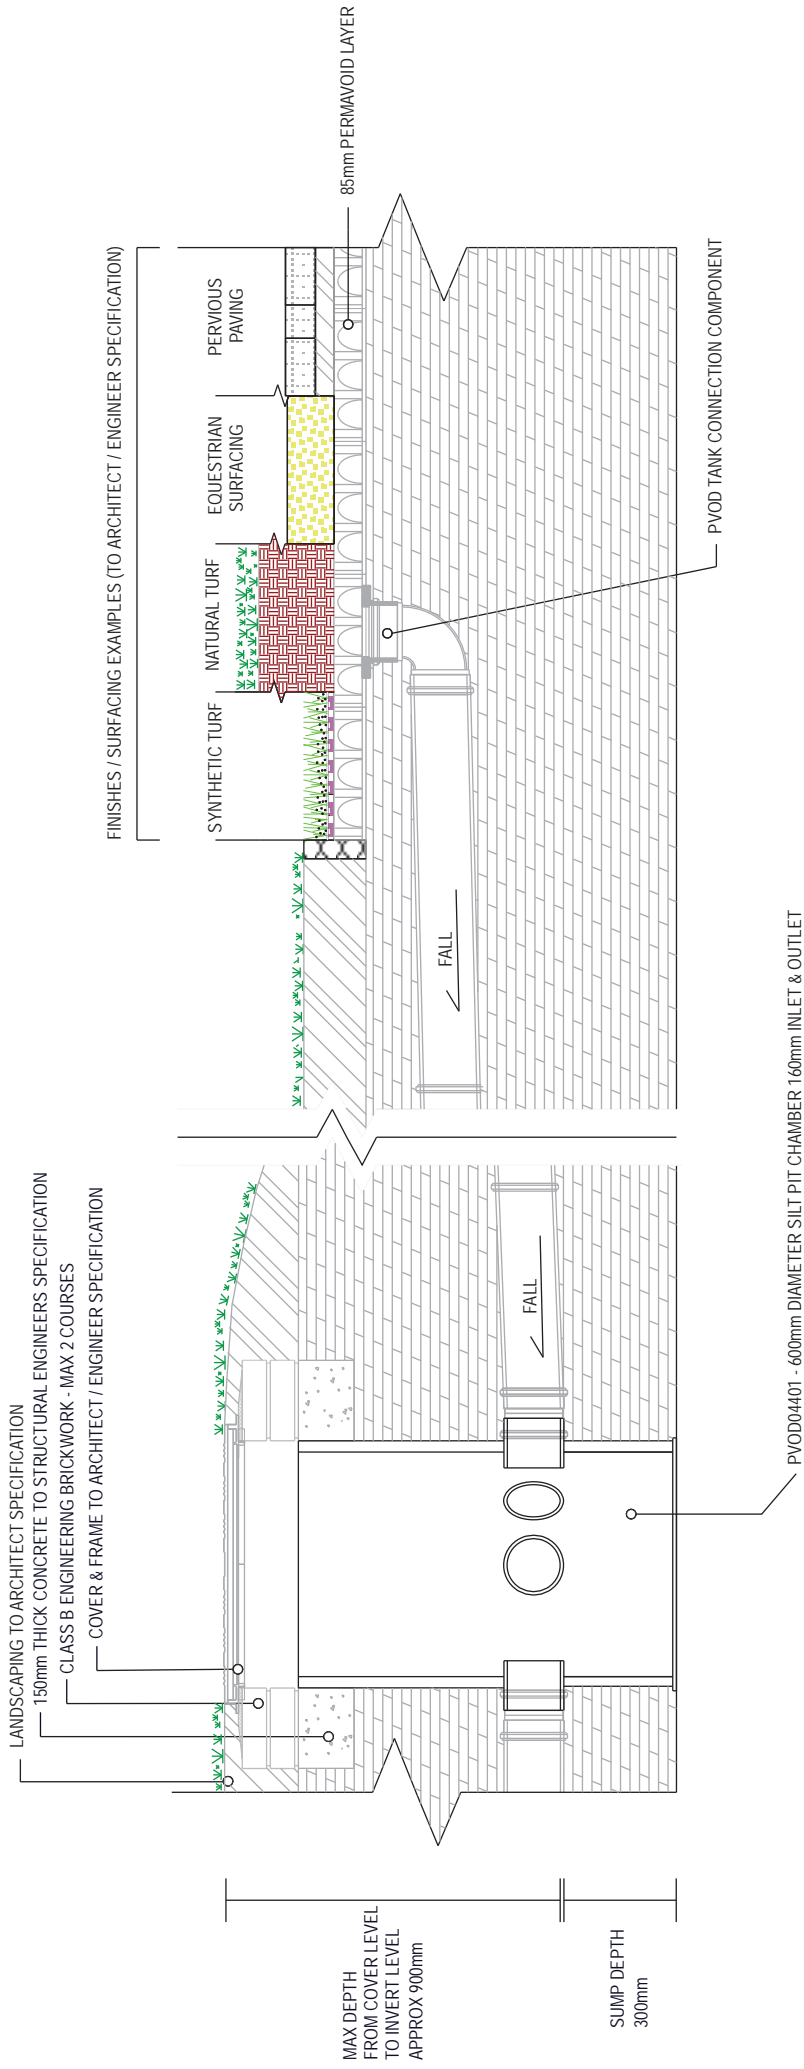 LANDSCAPING TO ARCHITECT SPECIFICATION
150mm THICK CONCRETE TO STRUCTURAL ENGINEERS SPECIFICATION
CLASS B ENGINEERING BRICKWORK - MAX 2 COURSES
COVER & FRAME TO ARCHITECT / ENGINEER SPECIFICATION
FINISHES / SURFACING EXAMPLES (TO ARCHITECT / ENGINEER SPECIFICATION)
SYNTHETIC TURF
NATURAL TURF
EQUESTRIAN
SURFACING
PERVIOUS
PAVING
85mm PERMAVOID LAYER
MAX DEPTH
FROM COVER LEVEL
TO INVERT LEVEL
APPROX 900mm
FALL
FALL
SUMP DEPTH
300mm
PVOD TANK CONNECTION COMPONENT
PVOD04401 - 600mm DIAMETER SILT PIT CHAMBER 160mm INLET & OUTLET